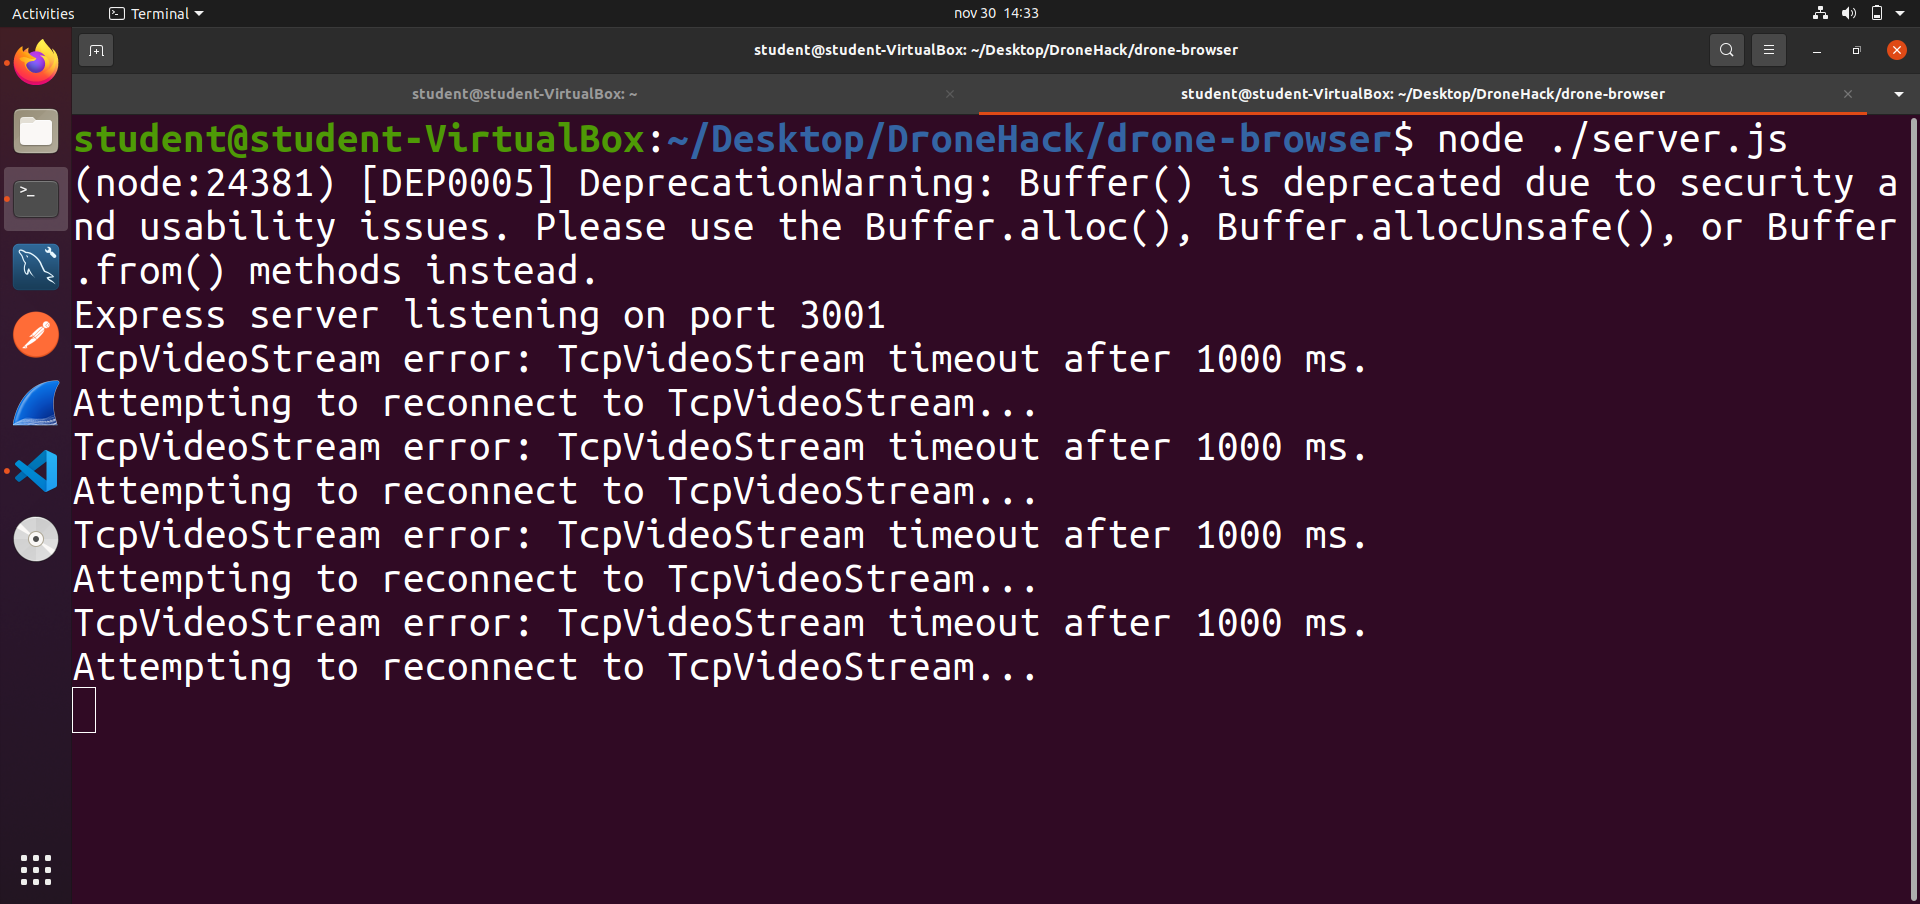 Activities
Terminal
nov 30 14:33
student@student-VirtualBox: ~/Desktop/DroneHack/drone-browser
student@student-VirtualBox: ~
student@student-VirtualBox: ~/Desktop/DroneHack/drone-browser
student@student-VirtualBox:~/Desktop/DroneHack/drone-browser$ node ./server.js
(node:24381) [DEP0005] DeprecationWarning: Buffer() is deprecated due to security a
nd usability issues. Please use the Buffer.alloc(), Buffer.allocUnsafe(), or Buffer
.from() methods instead.
Express server listening on port 3001
TcpVideoStream error: TcpVideoStream timeout after 1000 ms.
Attempting to reconnect to TcpVideoStream...
TcpVideoStream error: TcpVideoStream timeout after 1000 ms.
Attempting to reconnect to TcpVideoStream...
TcpVideoStream error: TcpVideoStream timeout after 1000 ms.
Attempting to reconnect to TcpVideoStream...
TcpVideoStream error: TcpVideoStream timeout after 1000 ms.
Attempting to reconnect to TcpVideoStream...